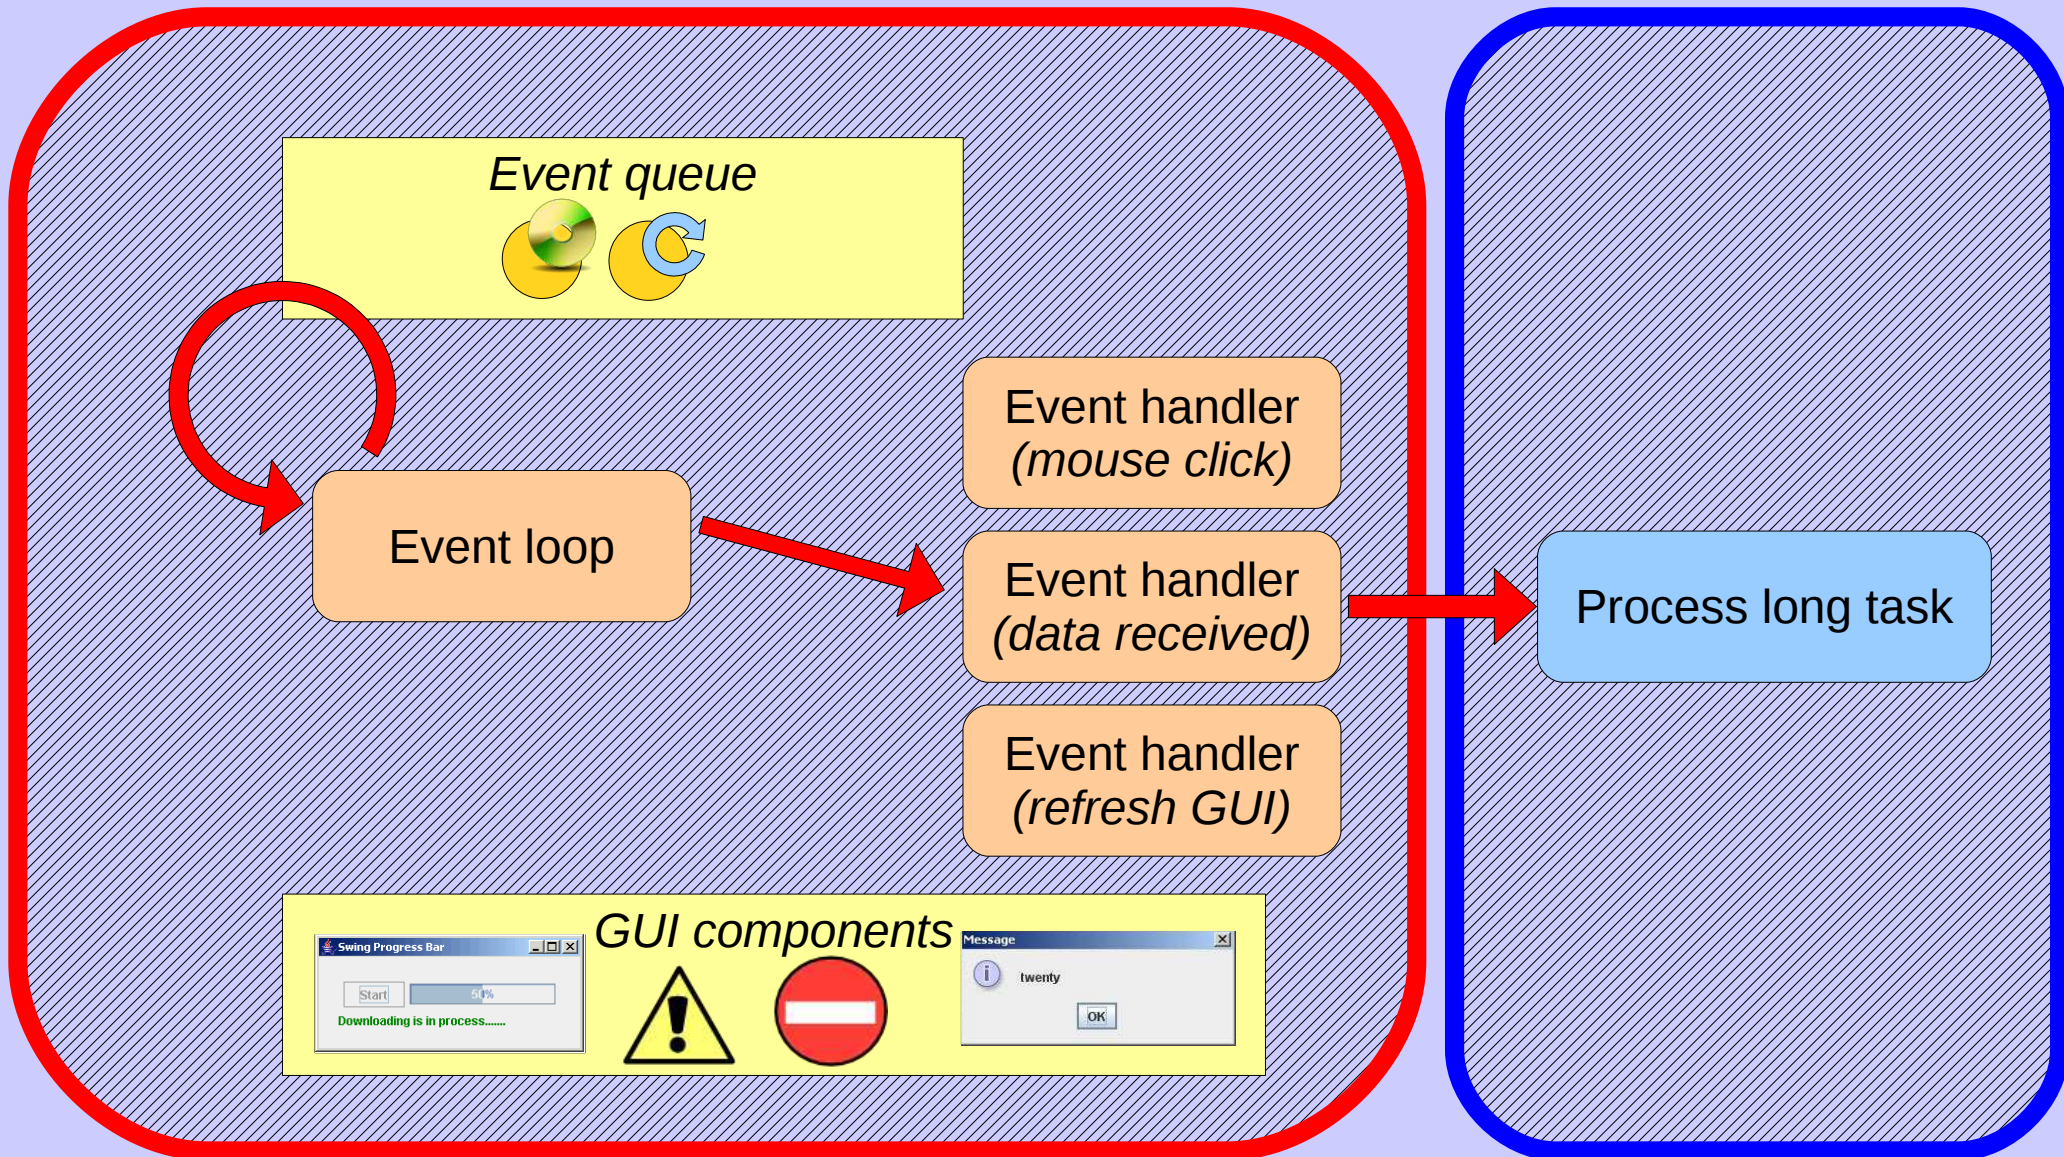 Event queue
Event handler
(mouse click)
Event loop
Event handler
(data received)
Process long task
Event handler
(refresh GUI)
GUI components
Swing Progress Bar
Start
50%
Downloading is in process.......
Message
i
twenty
OK